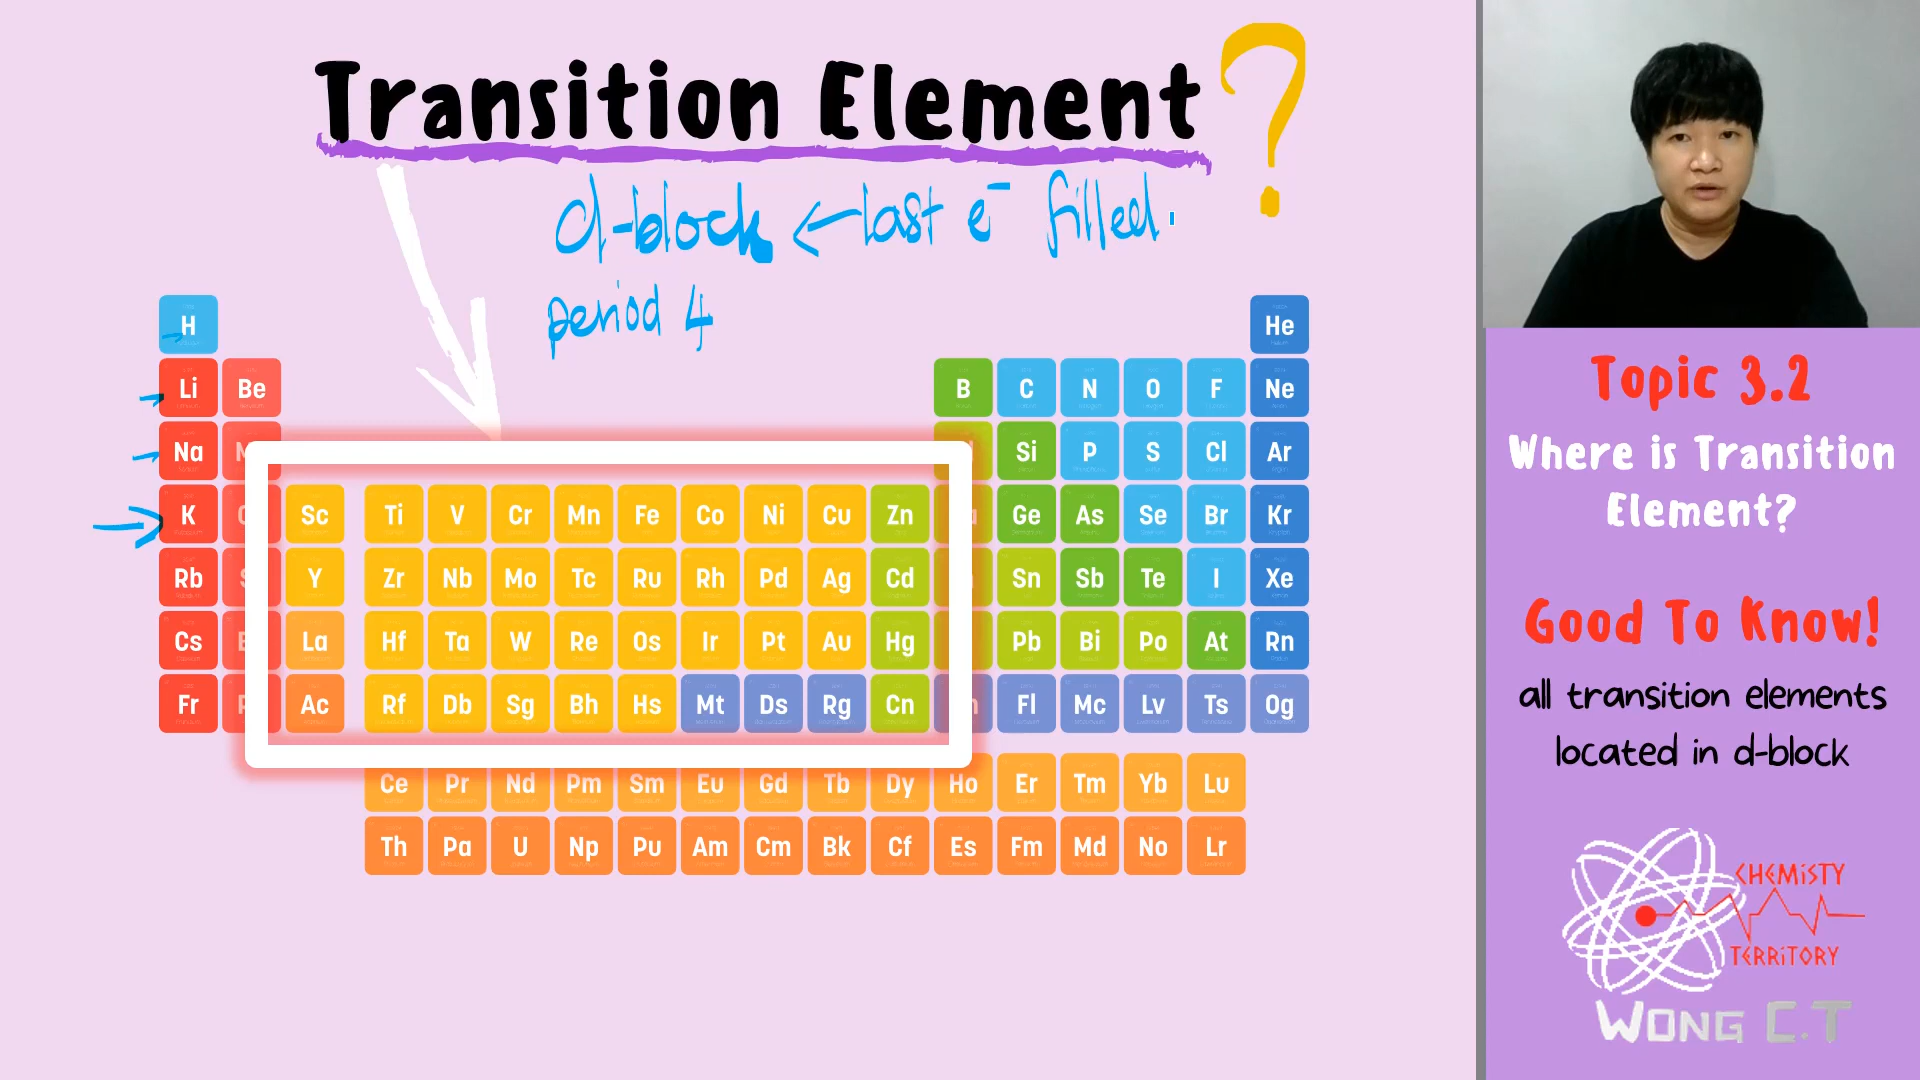 Transition Element ?
d-block ← last e⁻ filled.
period 4
H He
Li Be B C N O F Ne
Na Si P S Cl Ar
K Sc Ti V Cr Mn Fe Co Ni Cu Zn Ge As Se Br Kr
Rb Y Zr Nb Mo Tc Ru Rh Pd Ag Cd Sn Sb Te I Xe
Cs La Hf Ta W Re Os Ir Pt Au Hg Pb Bi Po At Rn
Fr Ac Rf Db Sg Bh Hs Mt Ds Rg Cn Fl Mc Lv Ts Og
Ce Pr Nd Pm Sm Eu Gd Tb Dy Ho Er Tm Yb Lu
Th Pa U Np Pu Am Cm Bk Cf Es Fm Md No Lr
Topic 3.2
Where is Transition
Element?
Good To Know!
all transition elements
located in d-block
CHEMiSTY
TERRiTORY
WONG C.T